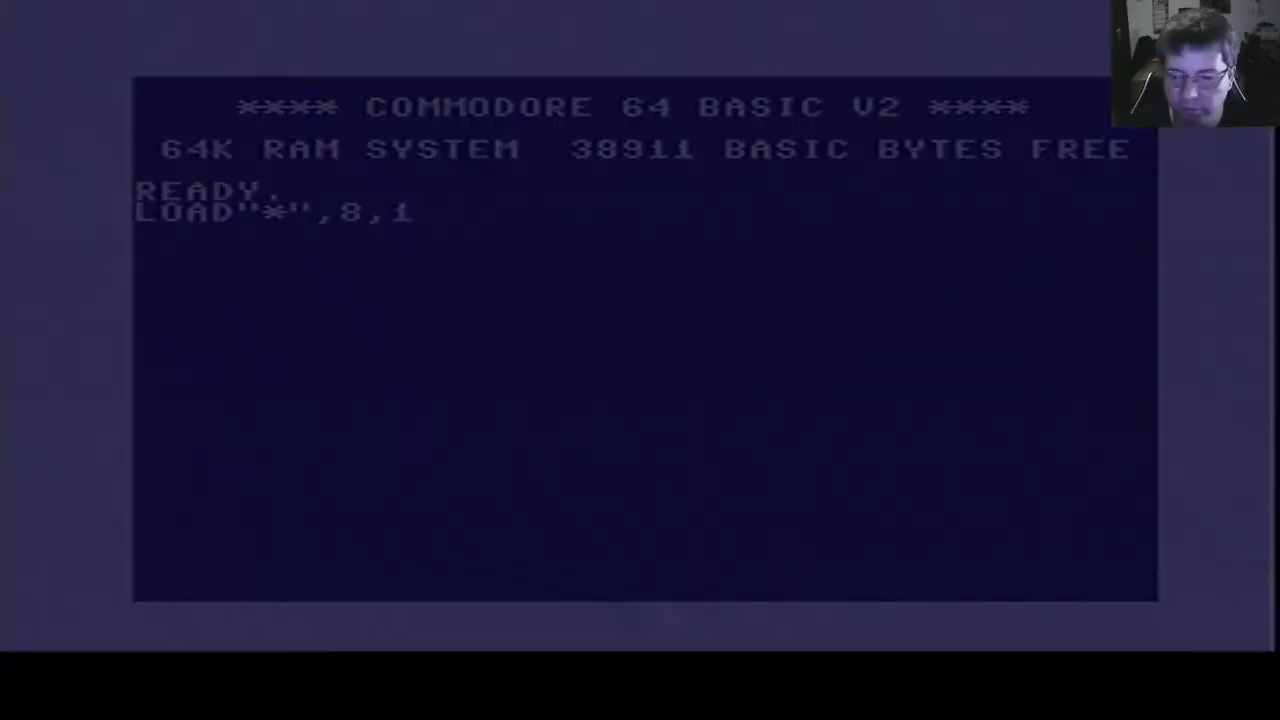 **** COMMODORE 64 BASIC V2 ****
64K RAM SYSTEM  38911 BASIC BYTES FREE
READY.
LOAD"*",8,1